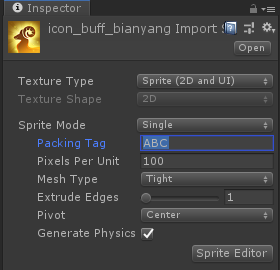 Inspector
icon_buff_bianyang Import S
Open
Texture Type Sprite (2D and UI)
Texture Shape 2D
Sprite Mode Single
Packing Tag ABC
Pixels Per Unit 100
Mesh Type Tight
Extrude Edges 1
Pivot Center
Generate Physics
Sprite Editor